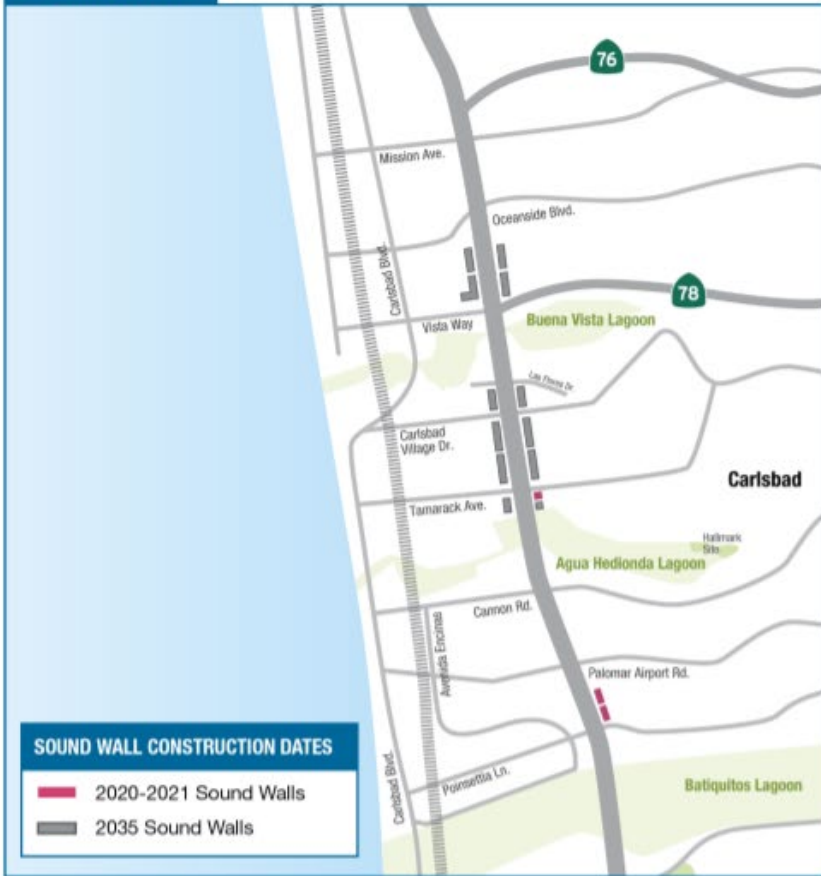 76
Mission Ave.
Oceanside Blvd.
Carlsbad Blvd.
78
Vista Way
Buena Vista Lagoon
Las Flores Dr.
Carlsbad
Village Dr.
Carlsbad
Tamarack Ave.
Hallmark
Site
Agua Hedionda Lagoon
Cannon Rd.
Avenida Encinas
Palomar Airport Rd.
SOUND WALL CONSTRUCTION DATES
2020-2021 Sound Walls
2035 Sound Walls
Carlsbad Blvd.
Poinsettia Ln.
Batiquitos Lagoon